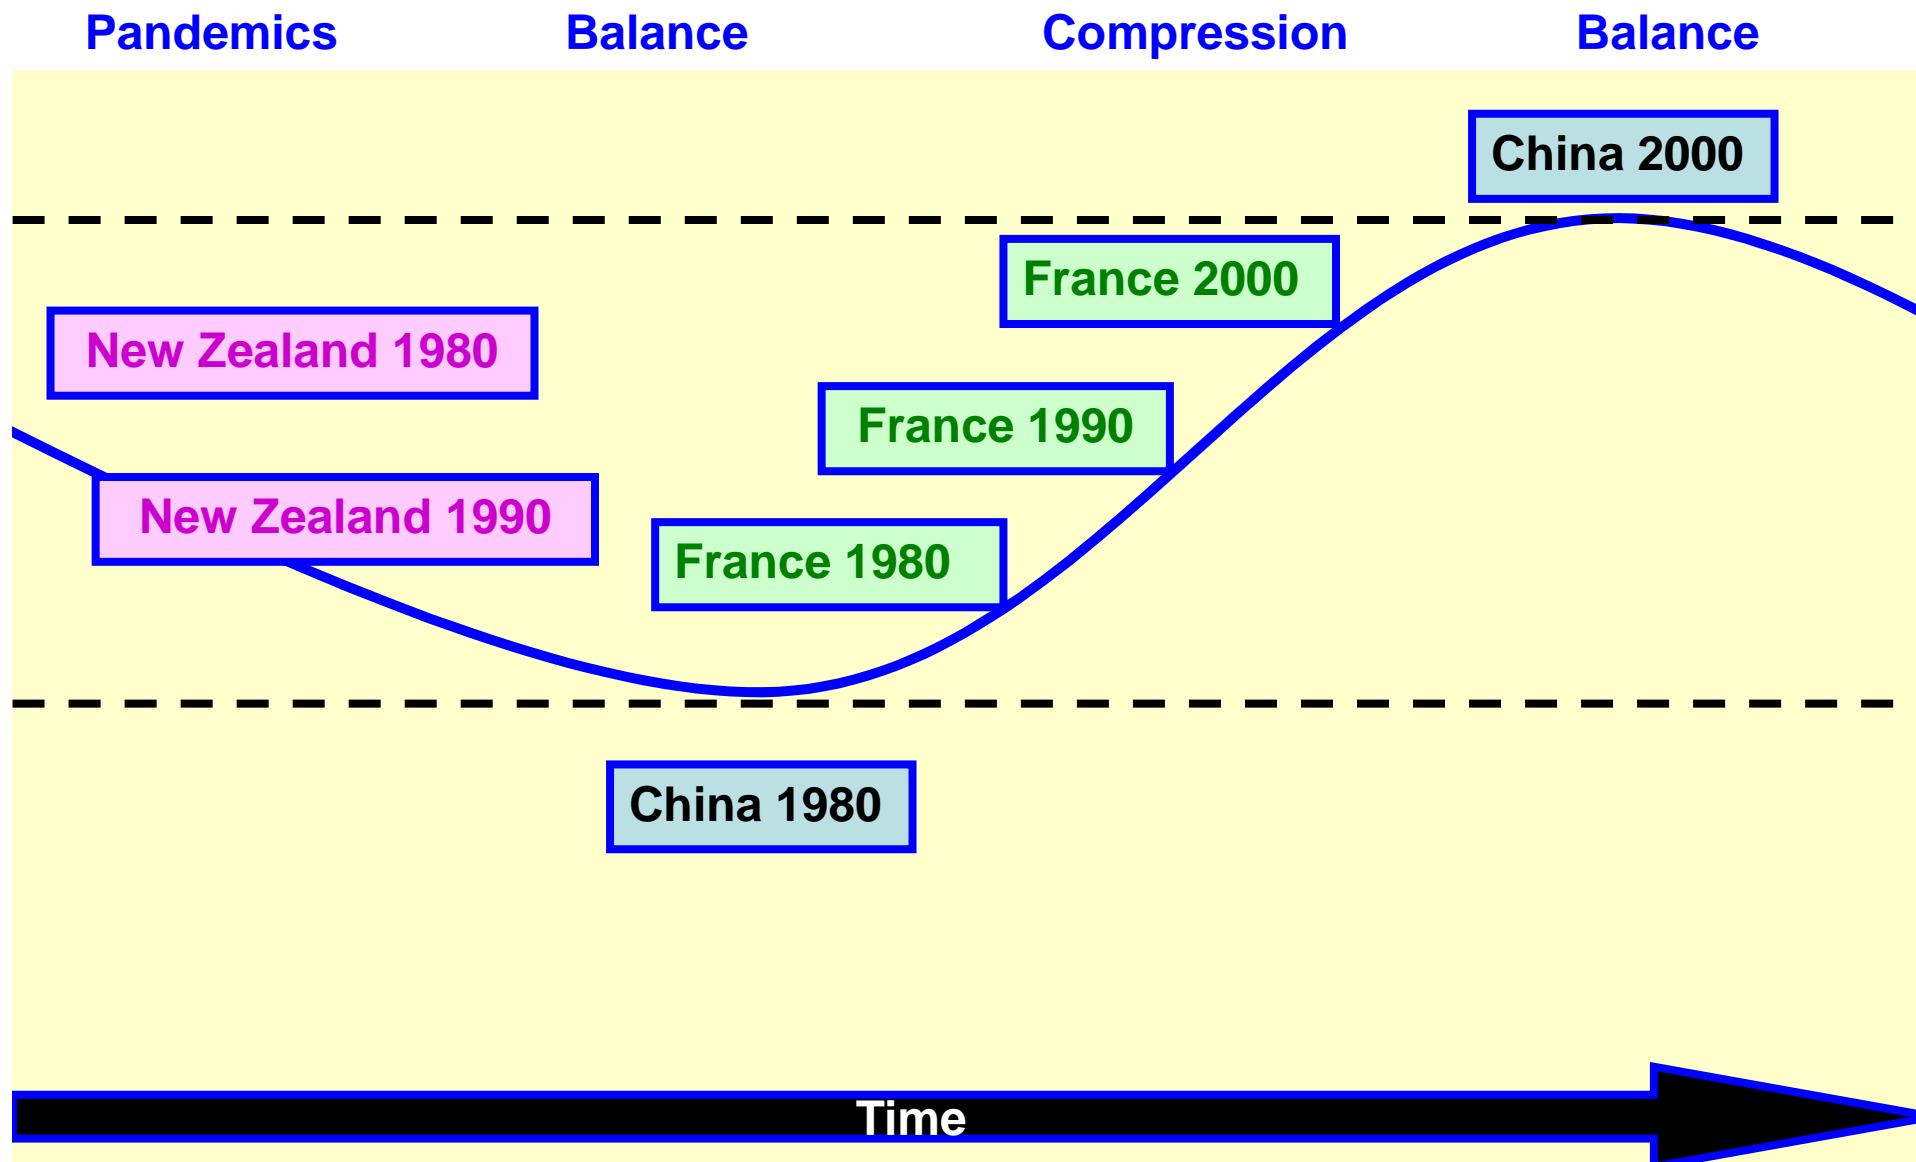 Pandemics Balance Compression Balance
China 2000
France 2000
New Zealand 1980
France 1990
New Zealand 1990
France 1980
China 1980
Time